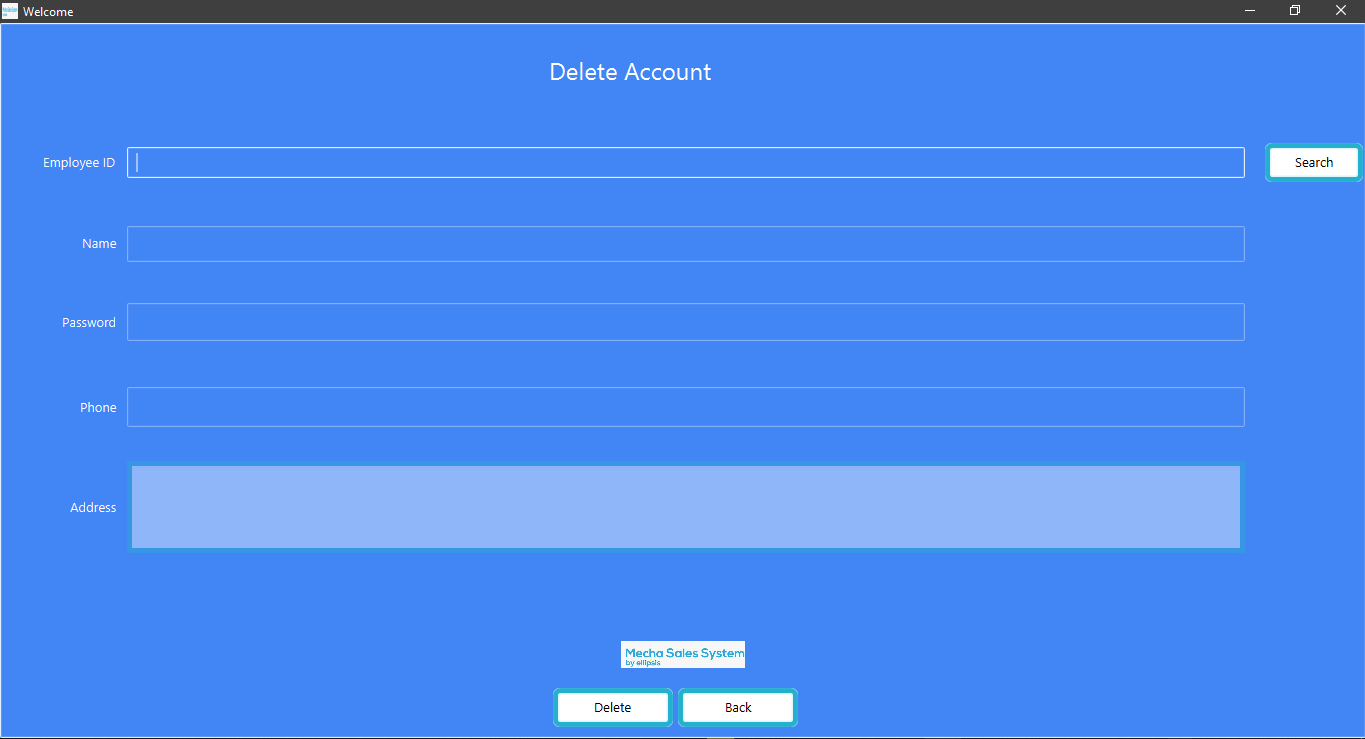 Welcome
Delete Account
Employee ID
Search
Name
Password
Phone
Address
Mecha Sales System
by ellipsis
Delete
Back